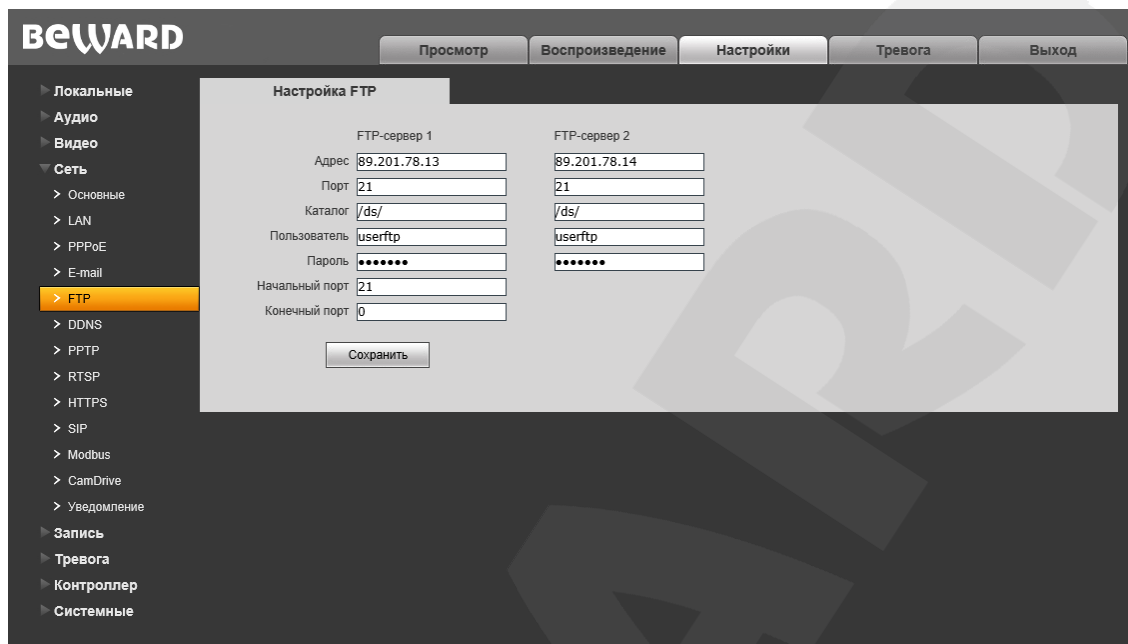 BEWARD
Просмотр Воспроизведение Настройки Тревога Выход
Локальные
Аудио
Видео
Сеть
> Основные
> LAN
> PPPoE
> E-mail
> FTP
> DDNS
> PPTP
> RTSP
> HTTPS
> SIP
> Modbus
> CamDrive
> Уведомление
Запись
Тревога
Контроллер
Системные
Настройка FTP
FTP-сервер 1 FTP-сервер 2
Адрес 89.201.78.13 89.201.78.14
Порт 21 21
Каталог /ds/ /ds/
Пользователь userftp userftp
Пароль ●●●●●●● ●●●●●●●
Начальный порт 21
Конечный порт 0
Сохранить